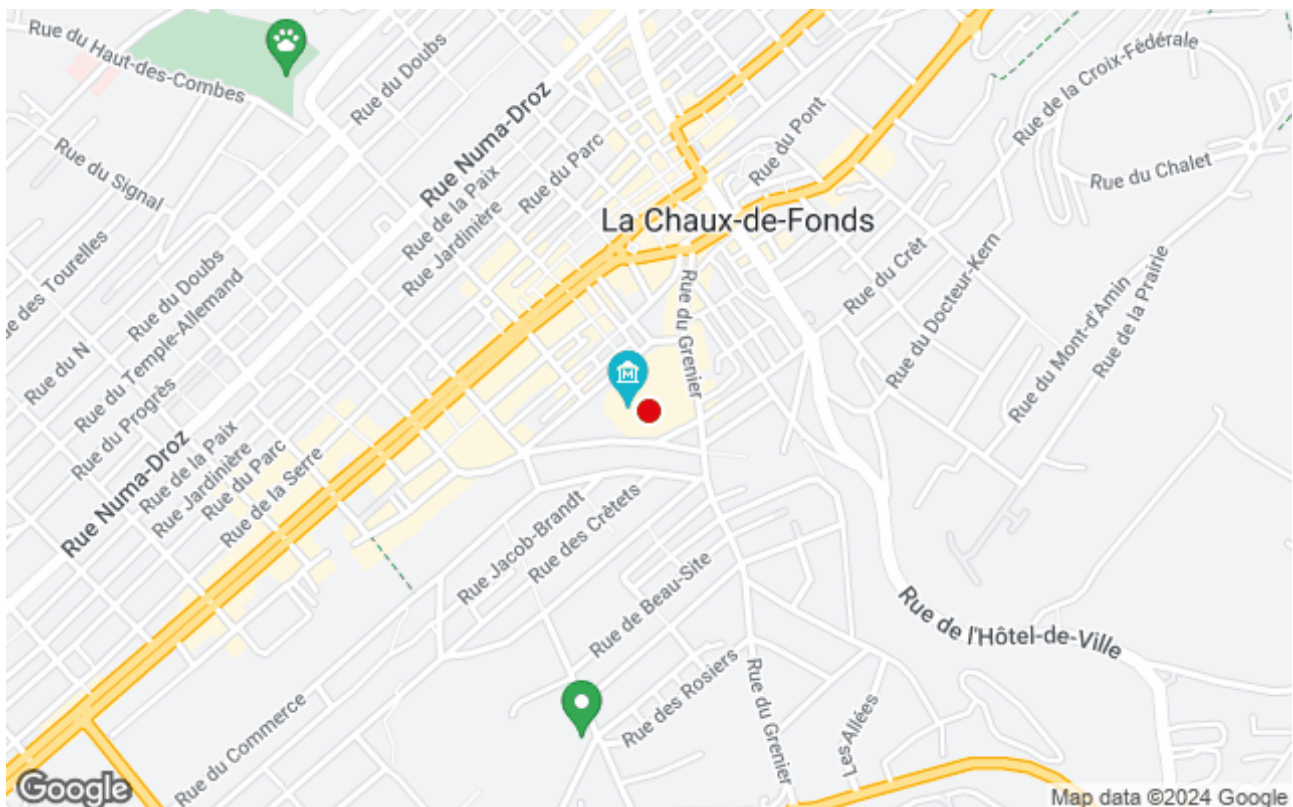 Rue du Haut-des-Combes
Rue du Doubs
Rue de la Croix-Fédérale
Rue du Signal
Rue Numa-Droz
Rue du Parc
Rue du Pont
Rue du Chalet
Rue de la Paix
Rue Jardinière
La Chaux-de-Fonds
ue des Tourelles
Rue du Doubs
Rue du Temple-Allemand
Rue du N
Rue du Progrès
Rue du Crêt
Rue du Docteur-Kern
Rue du Mont-d'Amin
Rue de la Prairie
Rue du Grenier
M
Rue Numa-Droz
Rue de la Paix
Rue Jardinière
Rue du Parc
Rue de la Serre
Rue Jacob-Brandt
Rue des Crêtets
Rue de Beau-Site
Rue de l'Hôtel-de-Ville
Rue des Rosiers
Rue du Grenier
Les Allées
Rue du Commerce
Google
Map data ©2024 Google